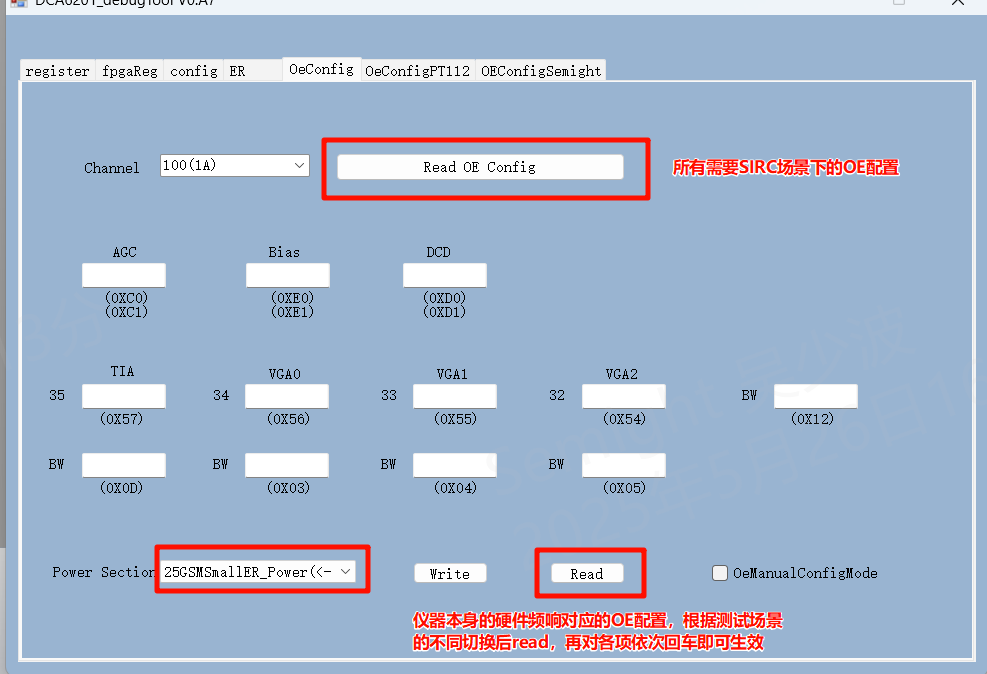 DCA6201_debugTool V0.A7
register fpgaReg config ER OeConfig OeConfigPT112 OEConfigSemight
Channel 100(1A) Read OE Config 所有需要SIRC场景下的OE配置
AGC Bias DCD
(0XC0) (0XE0) (0XD0)
(0XC1) (0XE1) (0XD1)
TIA VGA0 VGA1 VGA2
35 34 33 32 BW
(0X57) (0X56) (0X55) (0X54) (0X12)
BW BW BW BW
(0X0D) (0X03) (0X04) (0X05)
Power Section 25GSMSmallER_Power(<- Write Read OeManualConfigMode
仪器本身的硬件频响对应的OE配置，根据测试场景
的不同切换后read，再对各项依次回车即可生效